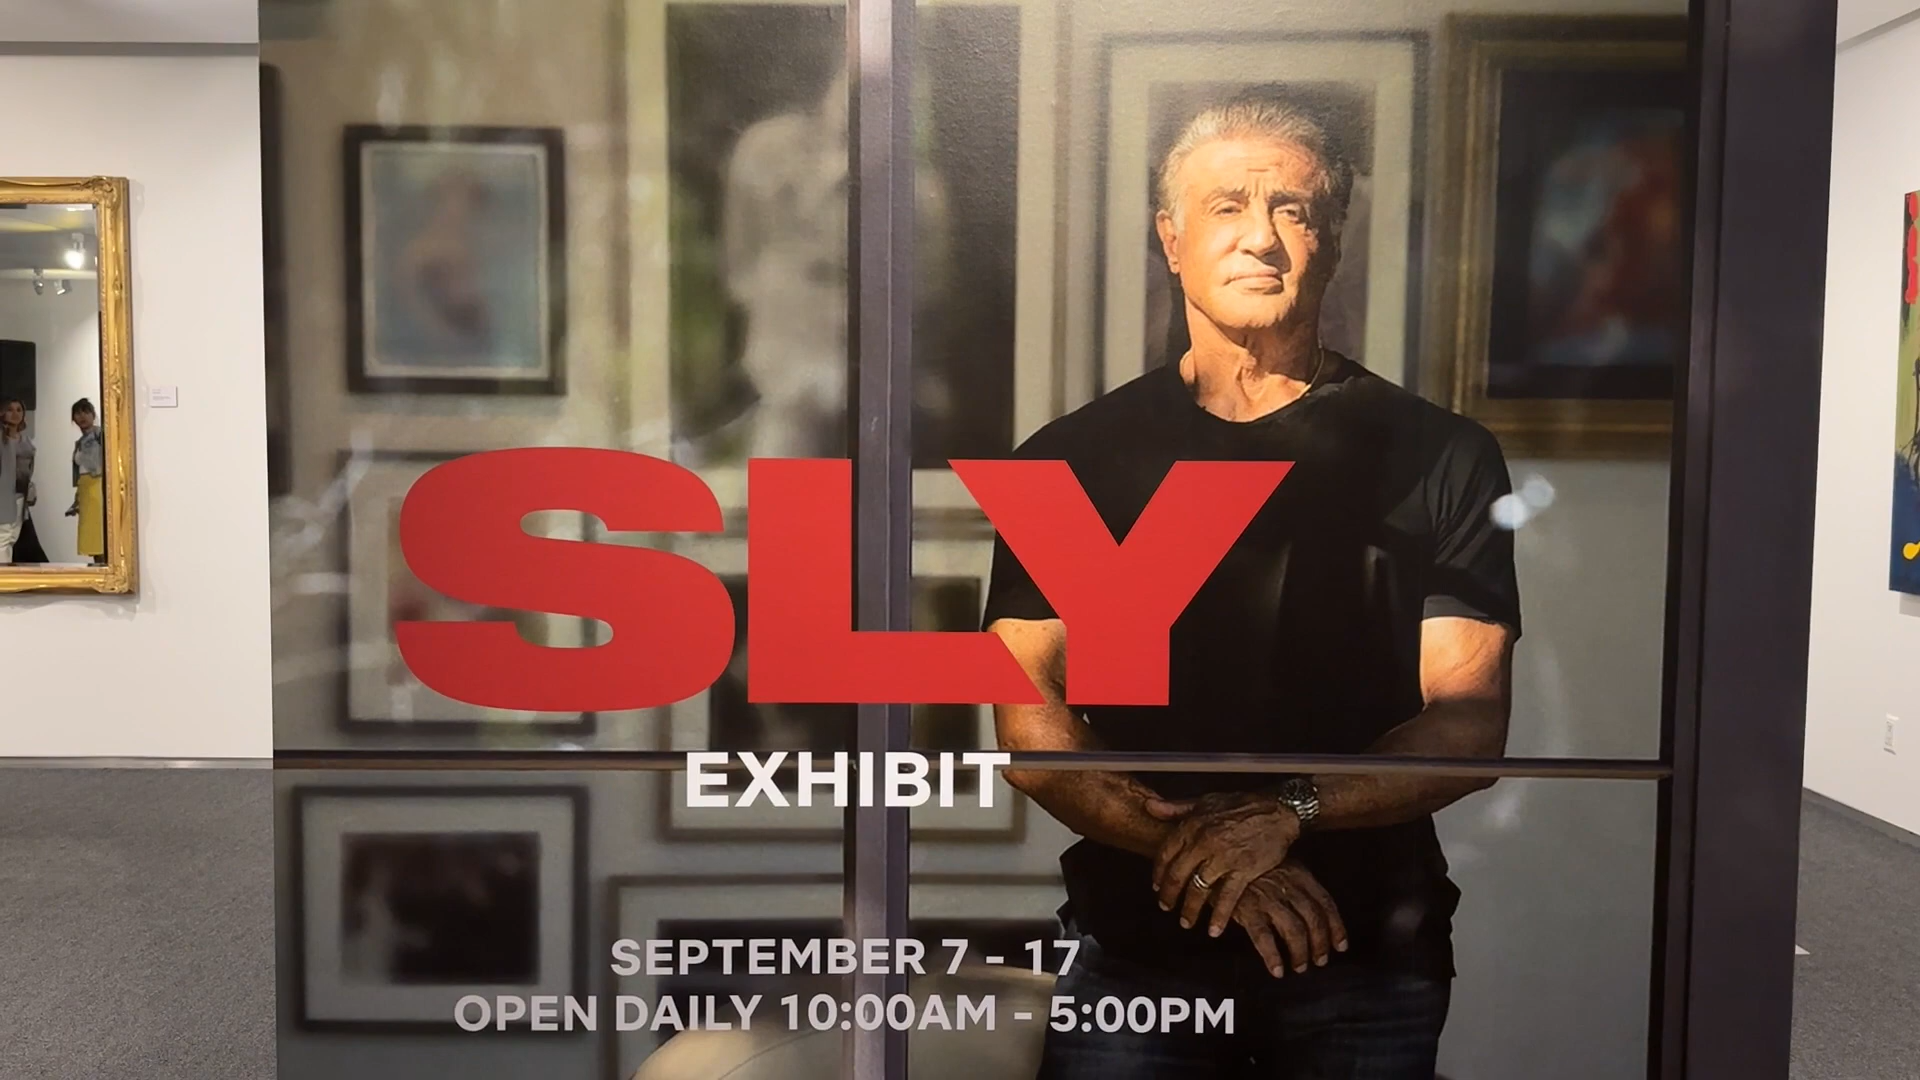 SLY
EXHIBIT
SEPTEMBER 7 - 17
OPEN DAILY 10:00AM - 5:00PM